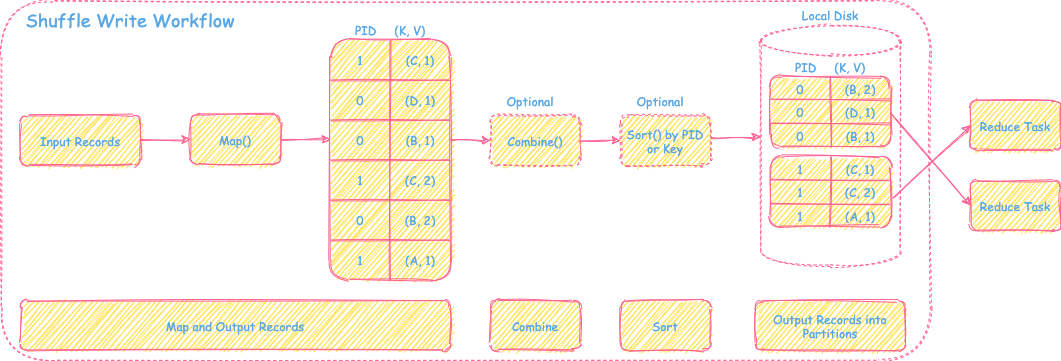 Shuffle Write Workflow
Local Disk
PID (K, V)
1 (C, 1)
0 (D, 1)
0 (B, 1)
1 (C, 2)
0 (B, 2)
1 (A, 1)
Input Records
Map()
Optional
Combine()
Optional
Sort() by PID
or Key
PID (K, V)
0 (B, 2)
0 (D, 1)
0 (B, 1)
1 (C, 1)
1 (C, 2)
1 (A, 1)
Reduce Task
Reduce Task
Map and Output Records
Combine
Sort
Output Records into
Partitions